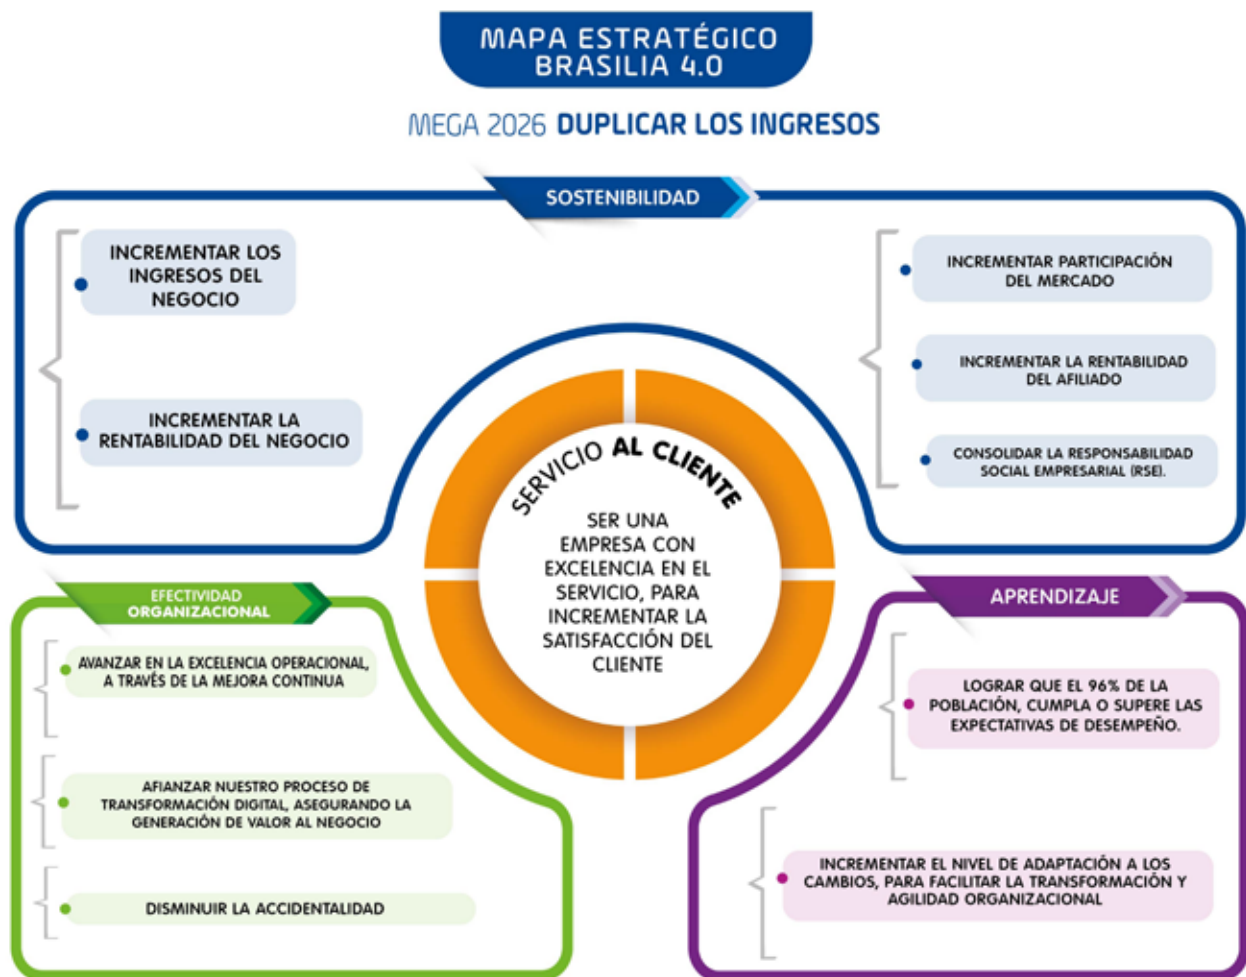 MAPA ESTRATÉGICO
BRASILIA 4.0
MEGA 2026 DUPLICAR LOS INGRESOS
SOSTENIBILIDAD
INCREMENTAR LOS
INGRESOS DEL
NEGOCIO
INCREMENTAR LA
RENTABILIDAD DEL NEGOCIO
INCREMENTAR PARTICIPACIÓN
DEL MERCADO
INCREMENTAR LA RENTABILIDAD
DEL AFILIADO
CONSOLIDAR LA RESPONSABILIDAD
SOCIAL EMPRESARIAL (RSE).
SERVICIO AL CLIENTE
SER UNA
EMPRESA CON
EXCELENCIA EN EL
SERVICIO, PARA
INCREMENTAR LA
SATISFACCIÓN DEL
CLIENTE
EFECTIVIDAD
ORGANIZACIONAL
AVANZAR EN LA EXCELENCIA OPERACIONAL,
A TRAVÉS DE LA MEJORA CONTINUA
AFIANZAR NUESTRO PROCESO DE
TRANSFORMACIÓN DIGITAL, ASEGURANDO LA
GENERACIÓN DE VALOR AL NEGOCIO
DISMINUIR LA ACCIDENTALIDAD
APRENDIZAJE
LOGRAR QUE EL 96% DE LA
POBLACIÓN, CUMPLA O SUPERE LAS
EXPECTATIVAS DE DESEMPEÑO.
INCREMENTAR EL NIVEL DE ADAPTACIÓN A LOS
CAMBIOS, PARA FACILITAR LA TRANSFORMACIÓN Y
AGILIDAD ORGANIZACIONAL